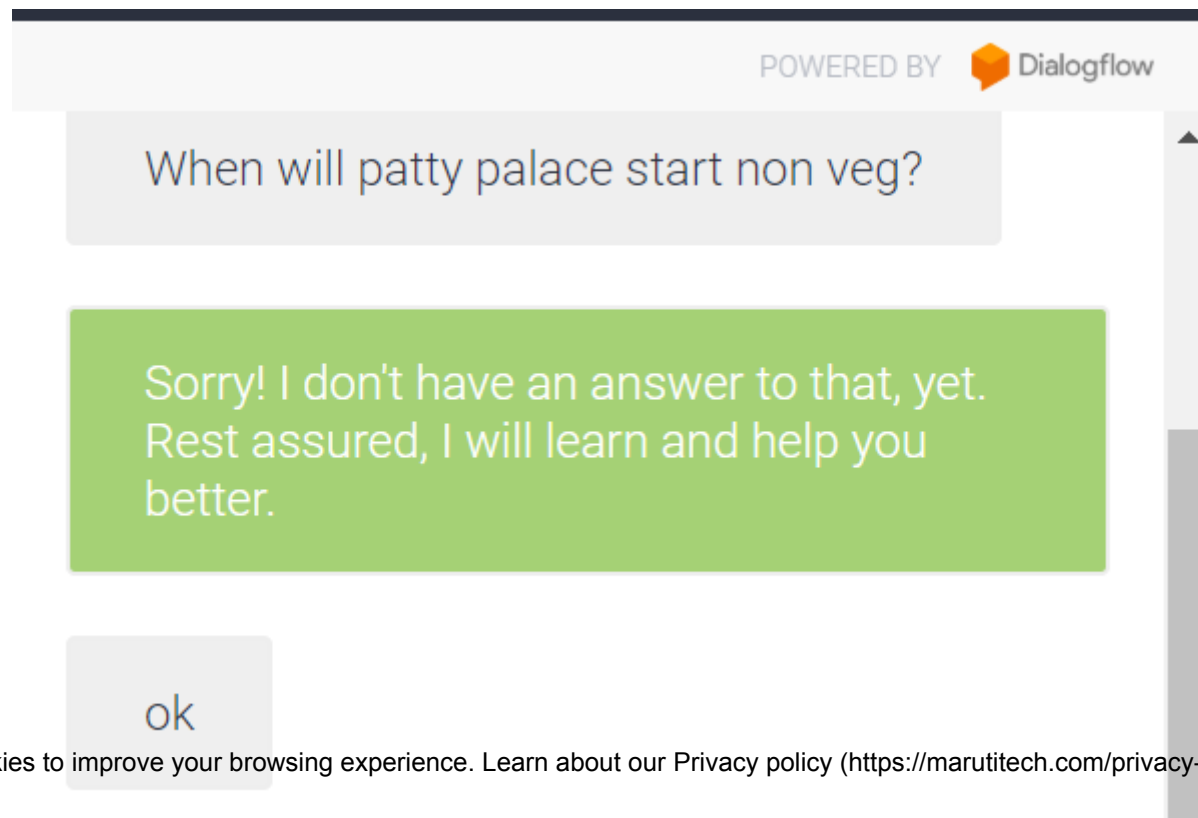 POWERED BY Dialogflow
When will patty palace start non veg?
Sorry! I don't have an answer to that, yet.
Rest assured, I will learn and help you
better.
ok
to improve your browsing experience. Learn about our Privacy policy (https://marutitech.com/privacy-